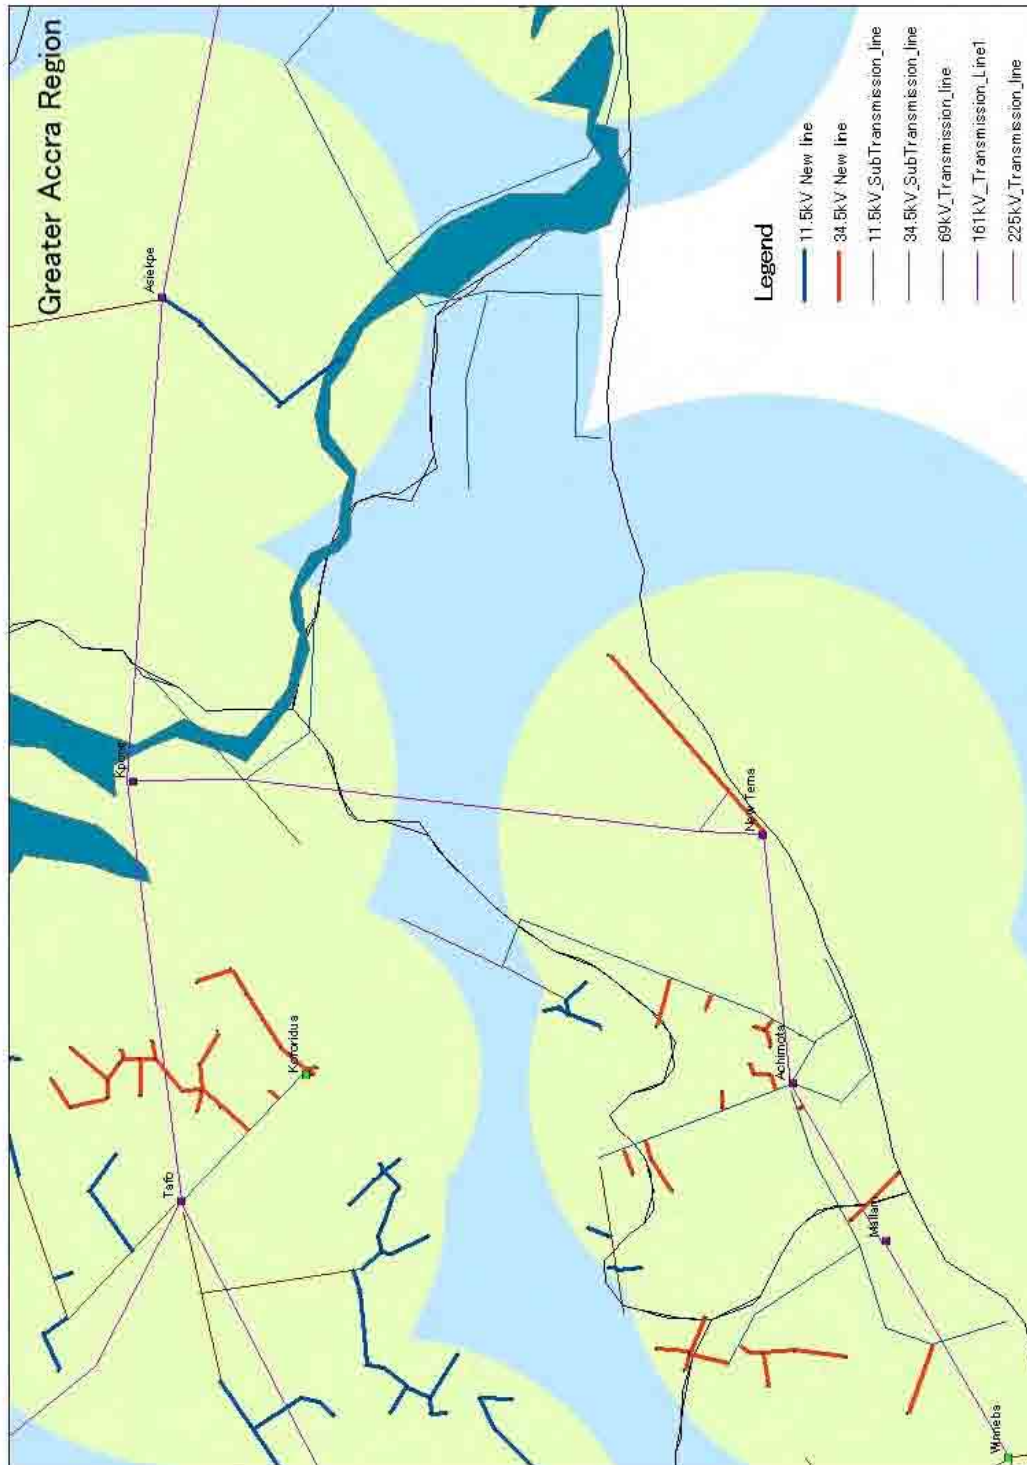 Greater Accra Region
Asiekpe
Kpong
Koforidua
Tafo
New Tema
Achimota
Mallam
Winneba
Legend
11.5kV New line
34.5kV New line
11.5kV_SubTransmission_line
34.5kV_SubTransmission_line
69kV_Transmission_line
161kV_Transmission_Line1
225kV_Transmission_line